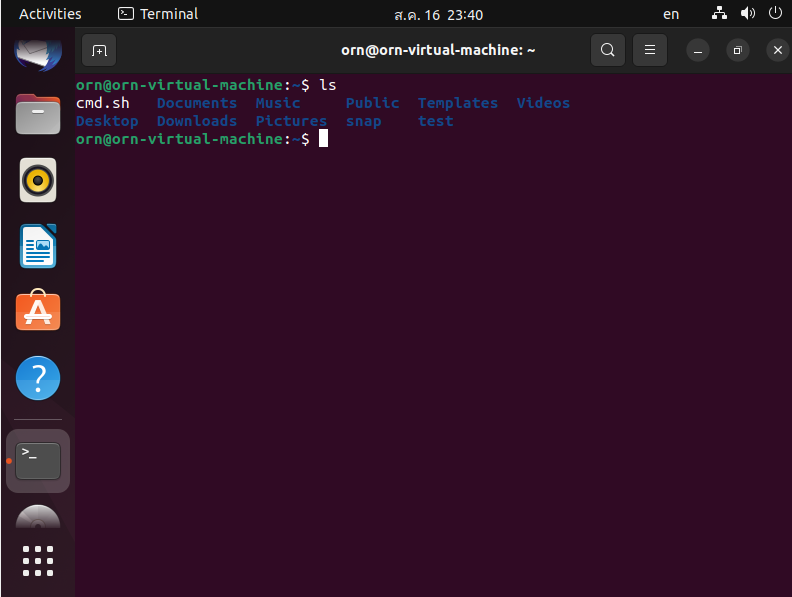 Activities Terminal ส.ค. 16 23:40 en
orn@orn-virtual-machine: ~
orn@orn-virtual-machine:~$ ls
cmd.sh Documents Music Public Templates Videos
Desktop Downloads Pictures snap test
orn@orn-virtual-machine:~$